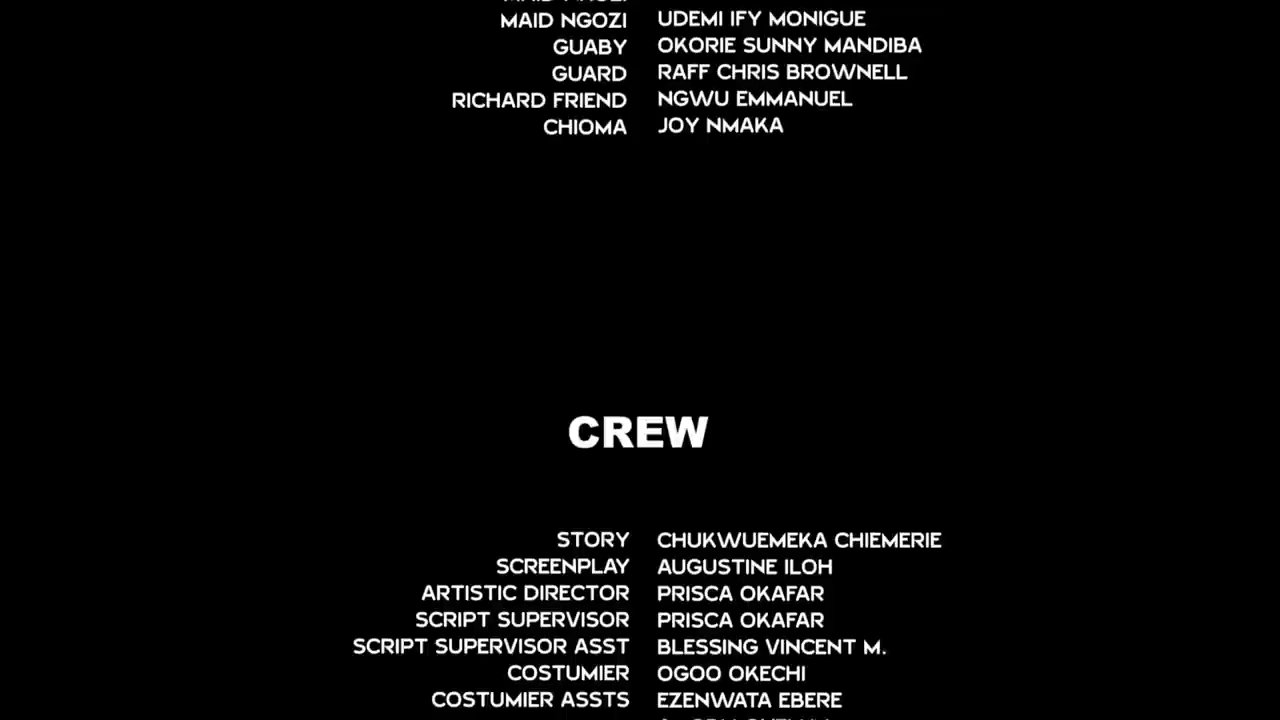 MAID NGOZI UDEMI IFY MONIGUE
GUABY OKORIE SUNNY MANDIBA
GUARD RAFF CHRIS BROWNELL
RICHARD FRIEND NGWU EMMANUEL
CHIOMA JOY NMAKA
CREW
STORY CHUKWUEMEKA CHIEMERIE
SCREENPLAY AUGUSTINE ILOH
ARTISTIC DIRECTOR PRISCA OKAFAR
SCRIPT SUPERVISOR PRISCA OKAFAR
SCRIPT SUPERVISOR ASST BLESSING VINCENT M.
COSTUMIER OGOO OKECHI
COSTUMIER ASSTS EZENWATA EBERE